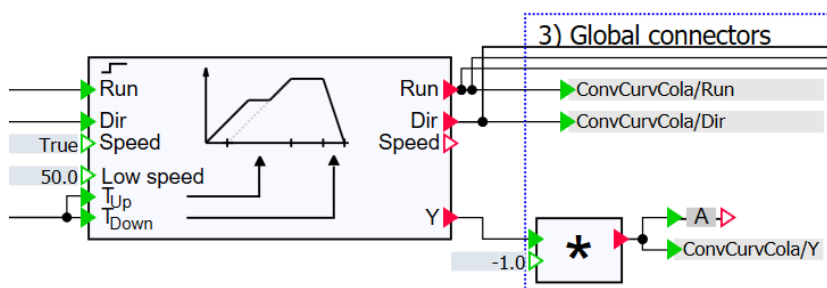 3) Global connectors
Run Run ConvCurvCola/Run
Dir Dir ConvCurvCola/Dir
True Speed Speed
50.0 Low speed
TUp
TDown Y
A
-1.0 * ConvCurvCola/Y